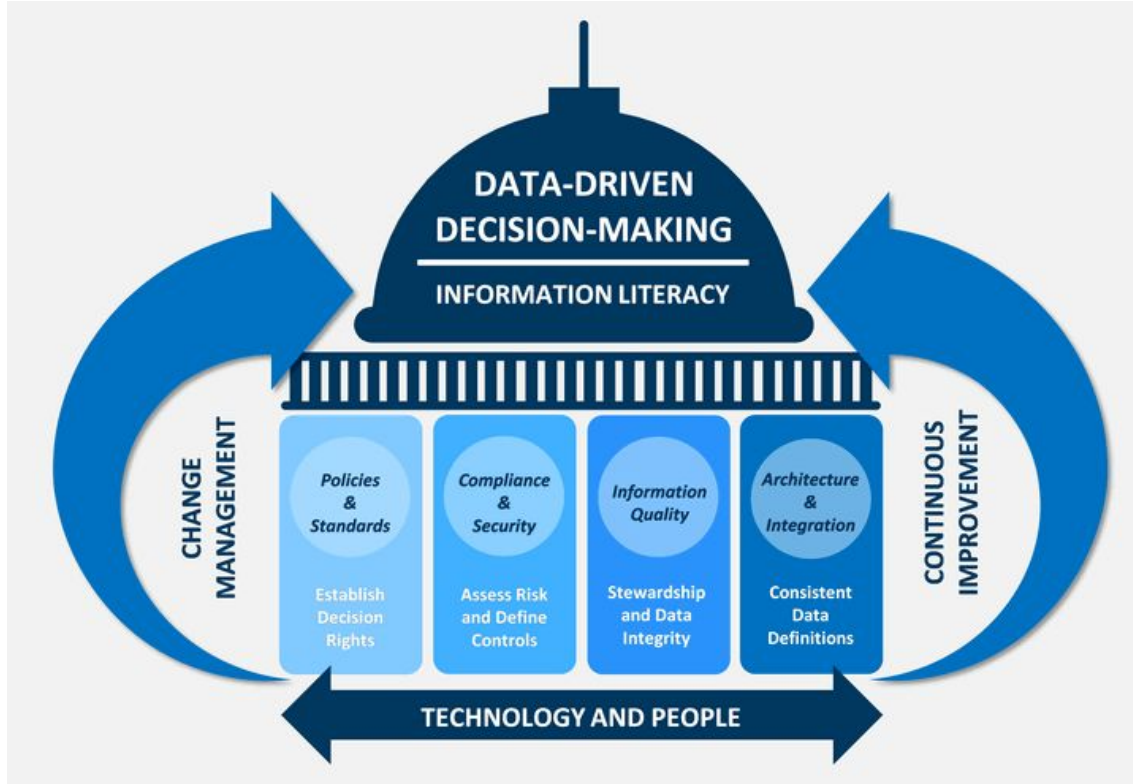 DATA-DRIVEN
DECISION-MAKING
INFORMATION LITERACY
CHANGE
MANAGEMENT
Policies
&
Standards
Establish
Decision
Rights
Compliance
&
Security
Assess Risk
and Define
Controls
Information
Quality
Stewardship
and Data
Integrity
Architecture
&
Integration
Consistent
Data
Definitions
CONTINUOUS
IMPROVEMENT
TECHNOLOGY AND PEOPLE